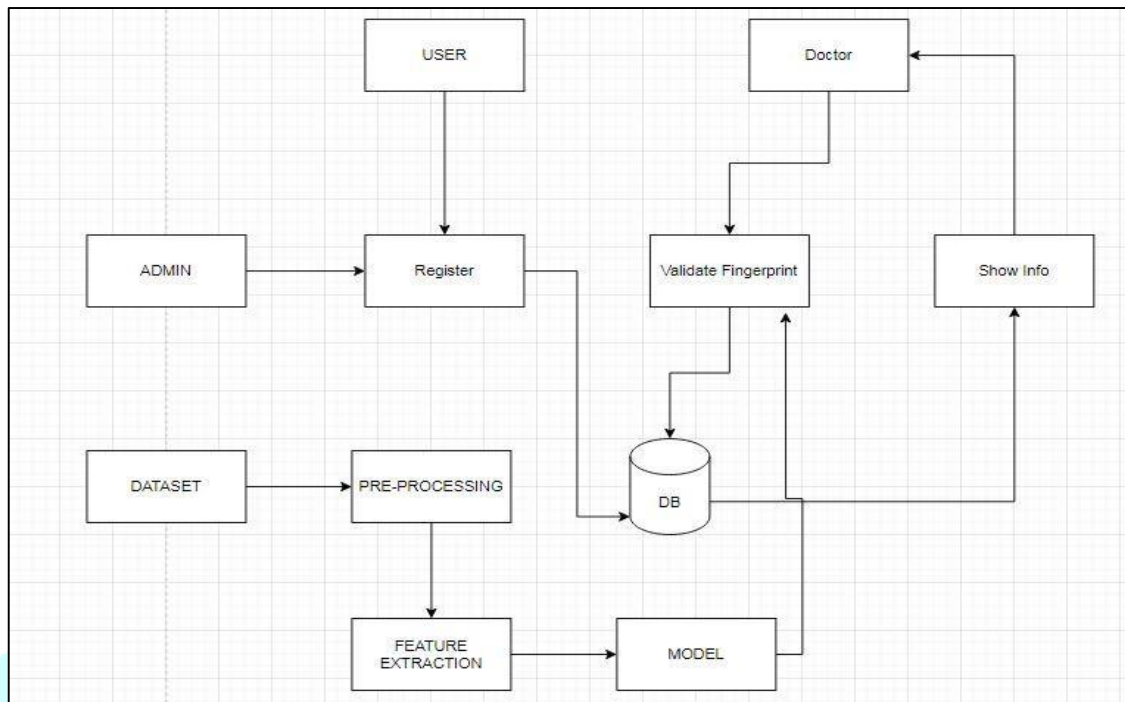 USER
Doctor
ADMIN
Register
Validate Fingerprint
Show Info
DATASET
PRE-PROCESSING
DB
FEATURE
EXTRACTION
MODEL